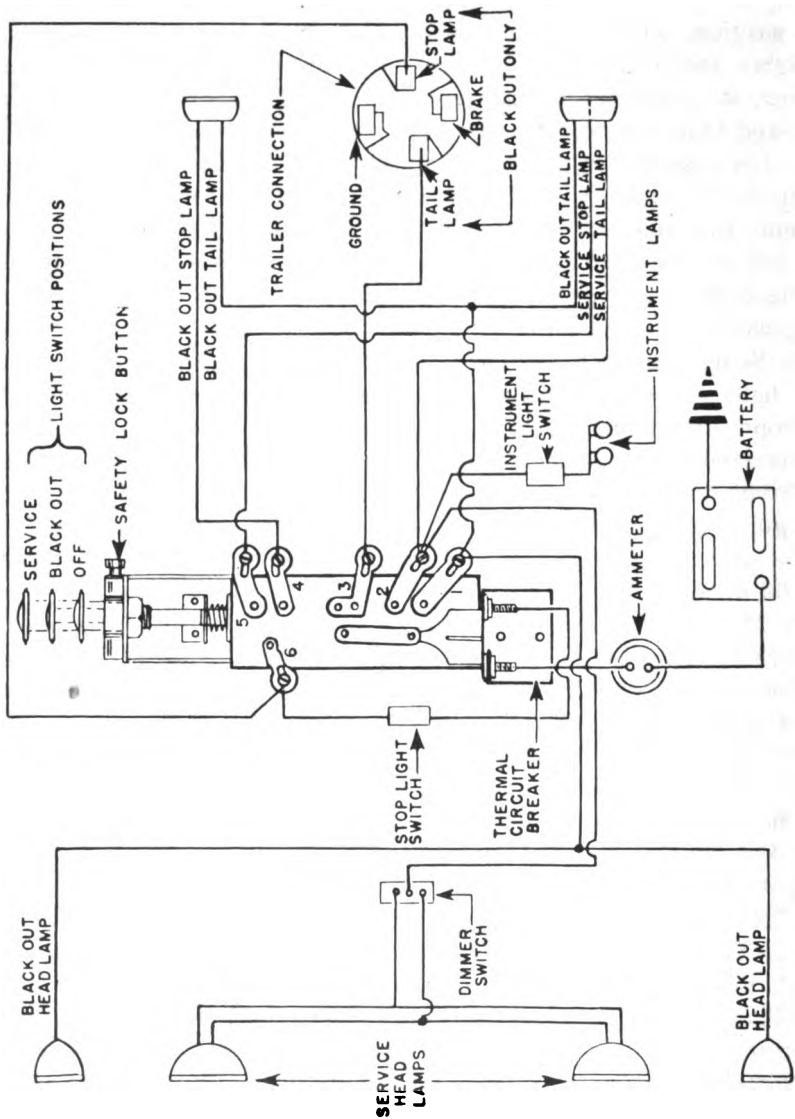 SERVICE
BLACK OUT
OFF
LIGHT SWITCH POSITIONS
SAFETY LOCK BUTTON
BLACK OUT STOP LAMP
BLACK OUT TAIL LAMP
TRAILER CONNECTION
GROUND
STOP
LAMP
TAIL
LAMP
BRAKE
BLACK OUT ONLY
BLACK OUT TAIL LAMP
SERVICE STOP LAMP
SERVICE TAIL LAMP
INSTRUMENT LAMPS
INSTRUMENT
LIGHT
SWITCH
BATTERY
AMMETER
5
4
3
2
1
6
STOP LIGHT
SWITCH
THERMAL
CIRCUIT
BREAKER
DIMMER
SWITCH
BLACK OUT
HEAD LAMP
SERVICE
HEAD
LAMPS
BLACK OUT
HEAD LAMP